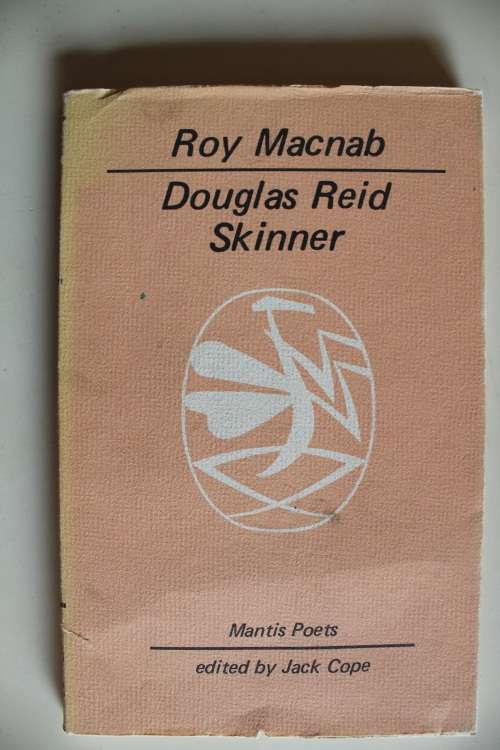 Roy Macnab
Douglas Reid
Skinner
Mantis Poets
edited by Jack Cope